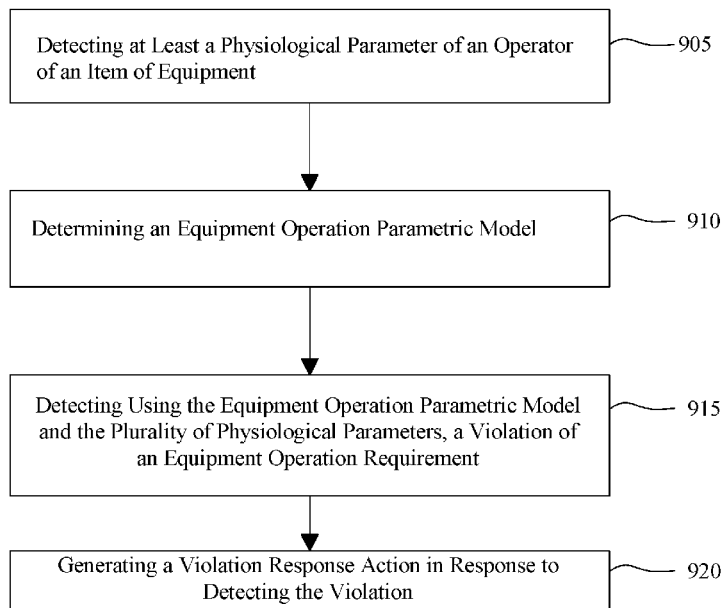 Detecting at Least a Physiological Parameter of an Operator
of an Item of Equipment
905
Determining an Equipment Operation Parametric Model
910
Detecting Using the Equipment Operation Parametric Model
and the Plurality of Physiological Parameters, a Violation of
an Equipment Operation Requirement
915
Generating a Violation Response Action in Response to
Detecting the Violation
920